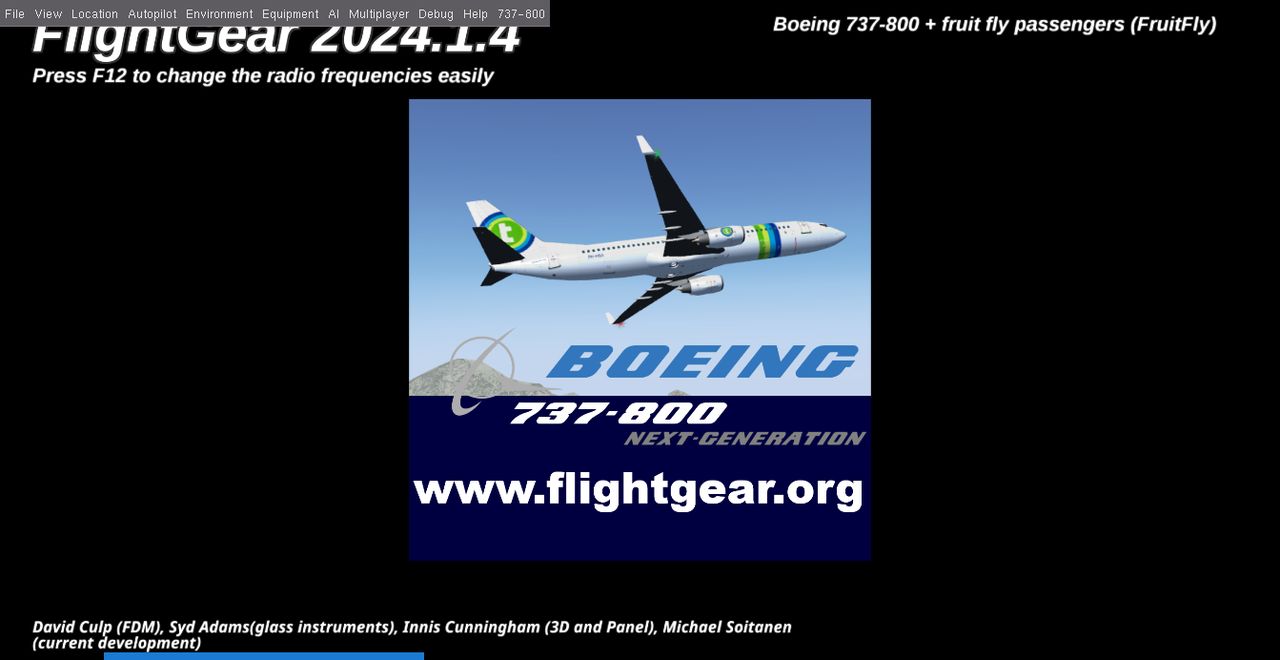 File View Location Autopilot Environment Equipment AI Multiplayer Debug Help 737-800
FlightGear 2024.1.4
Boeing 737-800 + fruit fly passengers (FruitFly)
Press F12 to change the radio frequencies easily
t
BOEING
737-800
NEXT-GENERATION
www.flightgear.org
David Culp (FDM), Syd Adams(glass instruments), Innis Cunningham (3D and Panel), Michael Soitanen
(current development)